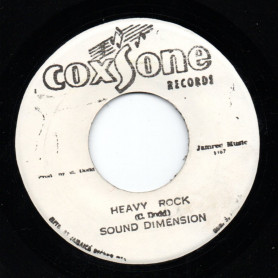 COXSONE
RECORDS
Jamrec Music
HEAVY ROCK
(C. Dodd)
SOUND DIMENSION